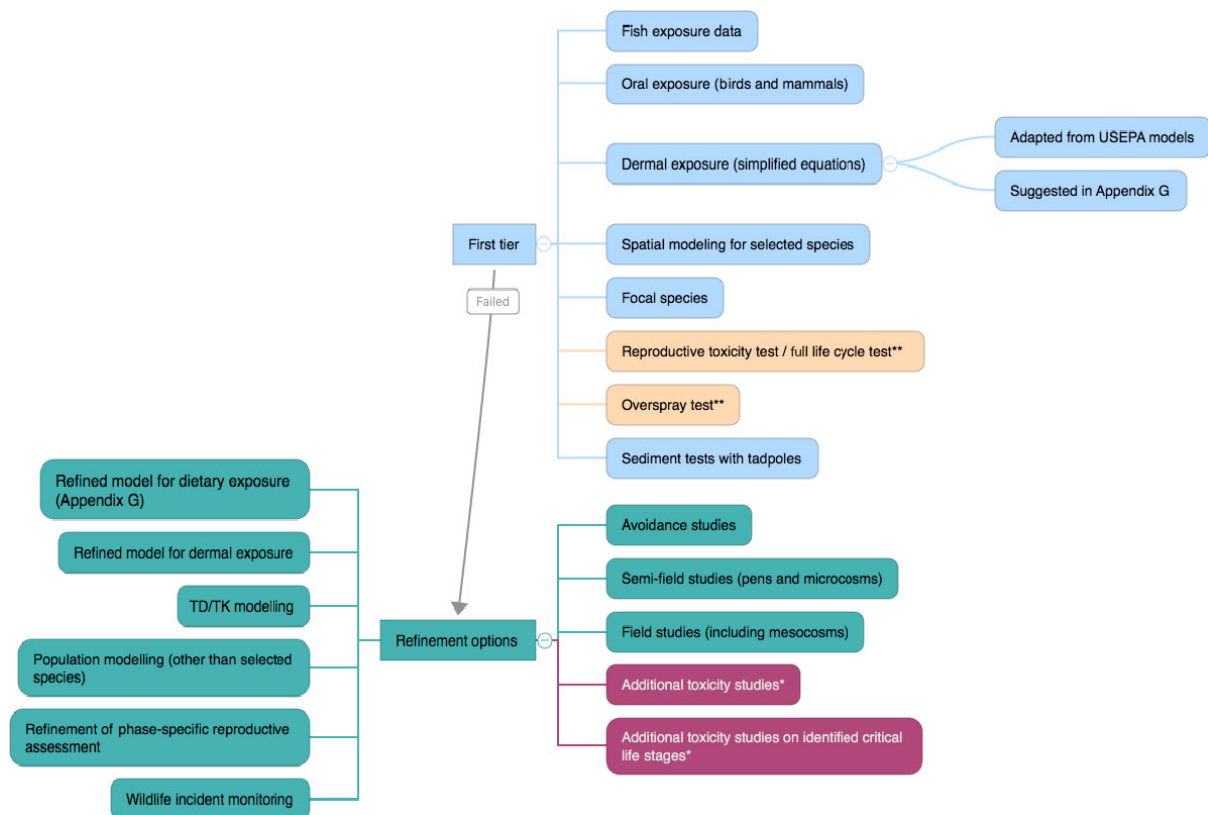 Fish exposure data
Oral exposure (birds and mammals)
Dermal exposure (simplified equations)
Adapted from USEPA models
Suggested in Appendix G
First tier
Spatial modeling for selected species
Failed
Focal species
Reproductive toxicity test / full life cycle test**
Overspray test**
Sediment tests with tadpoles
Refined model for dietary exposure
(Appendix G)
Refined model for dermal exposure
TD/TK modelling
Population modelling (other than selected
species)
Refinement of phase-specific reproductive
assessment
Wildlife incident monitoring
Refinement options
Avoidance studies
Semi-field studies (pens and microcosms)
Field studies (including mesocosms)
Additional toxicity studies*
Additional toxicity studies on identified critical
life stages*